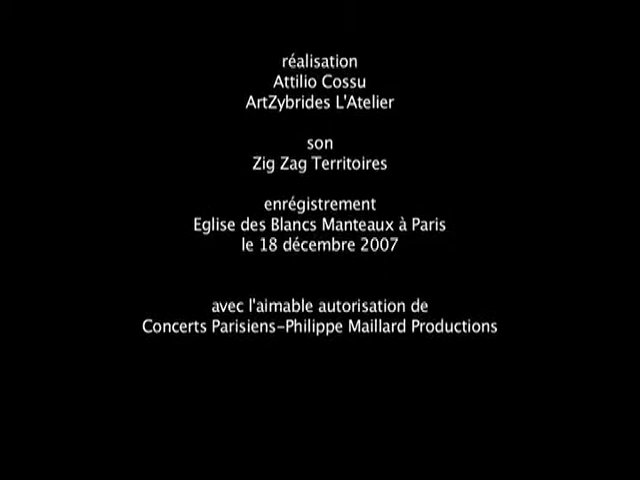 réalisation
Attilio Cossu
ArtZybrides L'Atelier
son
Zig Zag Territoires
enrégistrement
Eglise des Blancs Manteaux à Paris
le 18 décembre 2007
avec l'aimable autorisation de
Concerts Parisiens-Philippe Maillard Productions